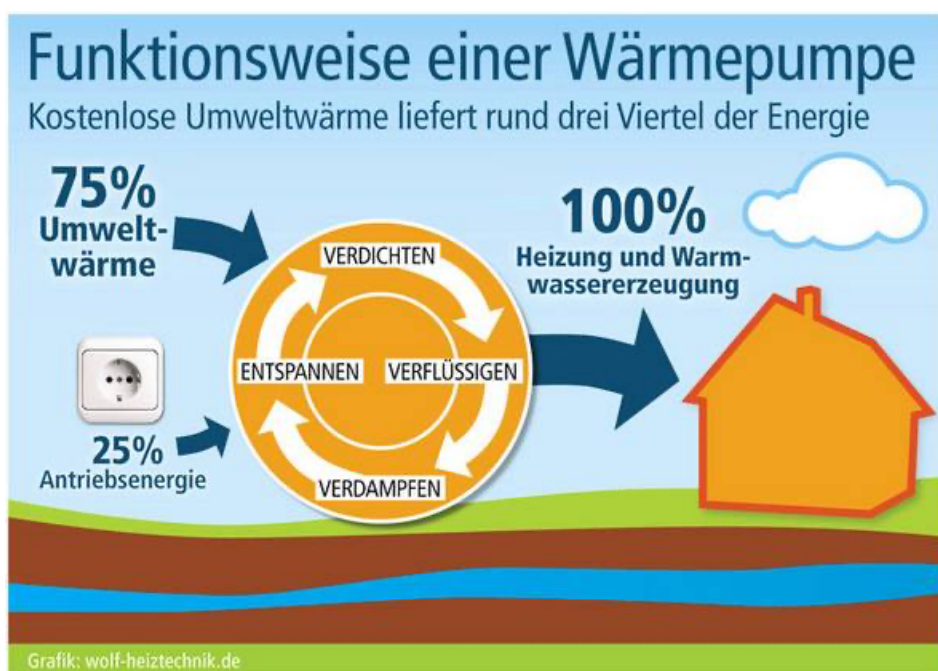 Funktionsweise einer Wärmepumpe
Kostenlose Umweltwärme liefert rund drei Viertel der Energie
75%
Umwelt-
wärme
100%
Heizung und Warm-
wassererzeugung
VERDICHTEN
ENTSPANNEN
VERFLÜSSIGEN
VERDAMPFEN
25%
Antriebsenergie
Grafik: wolf-heiztechnik.de